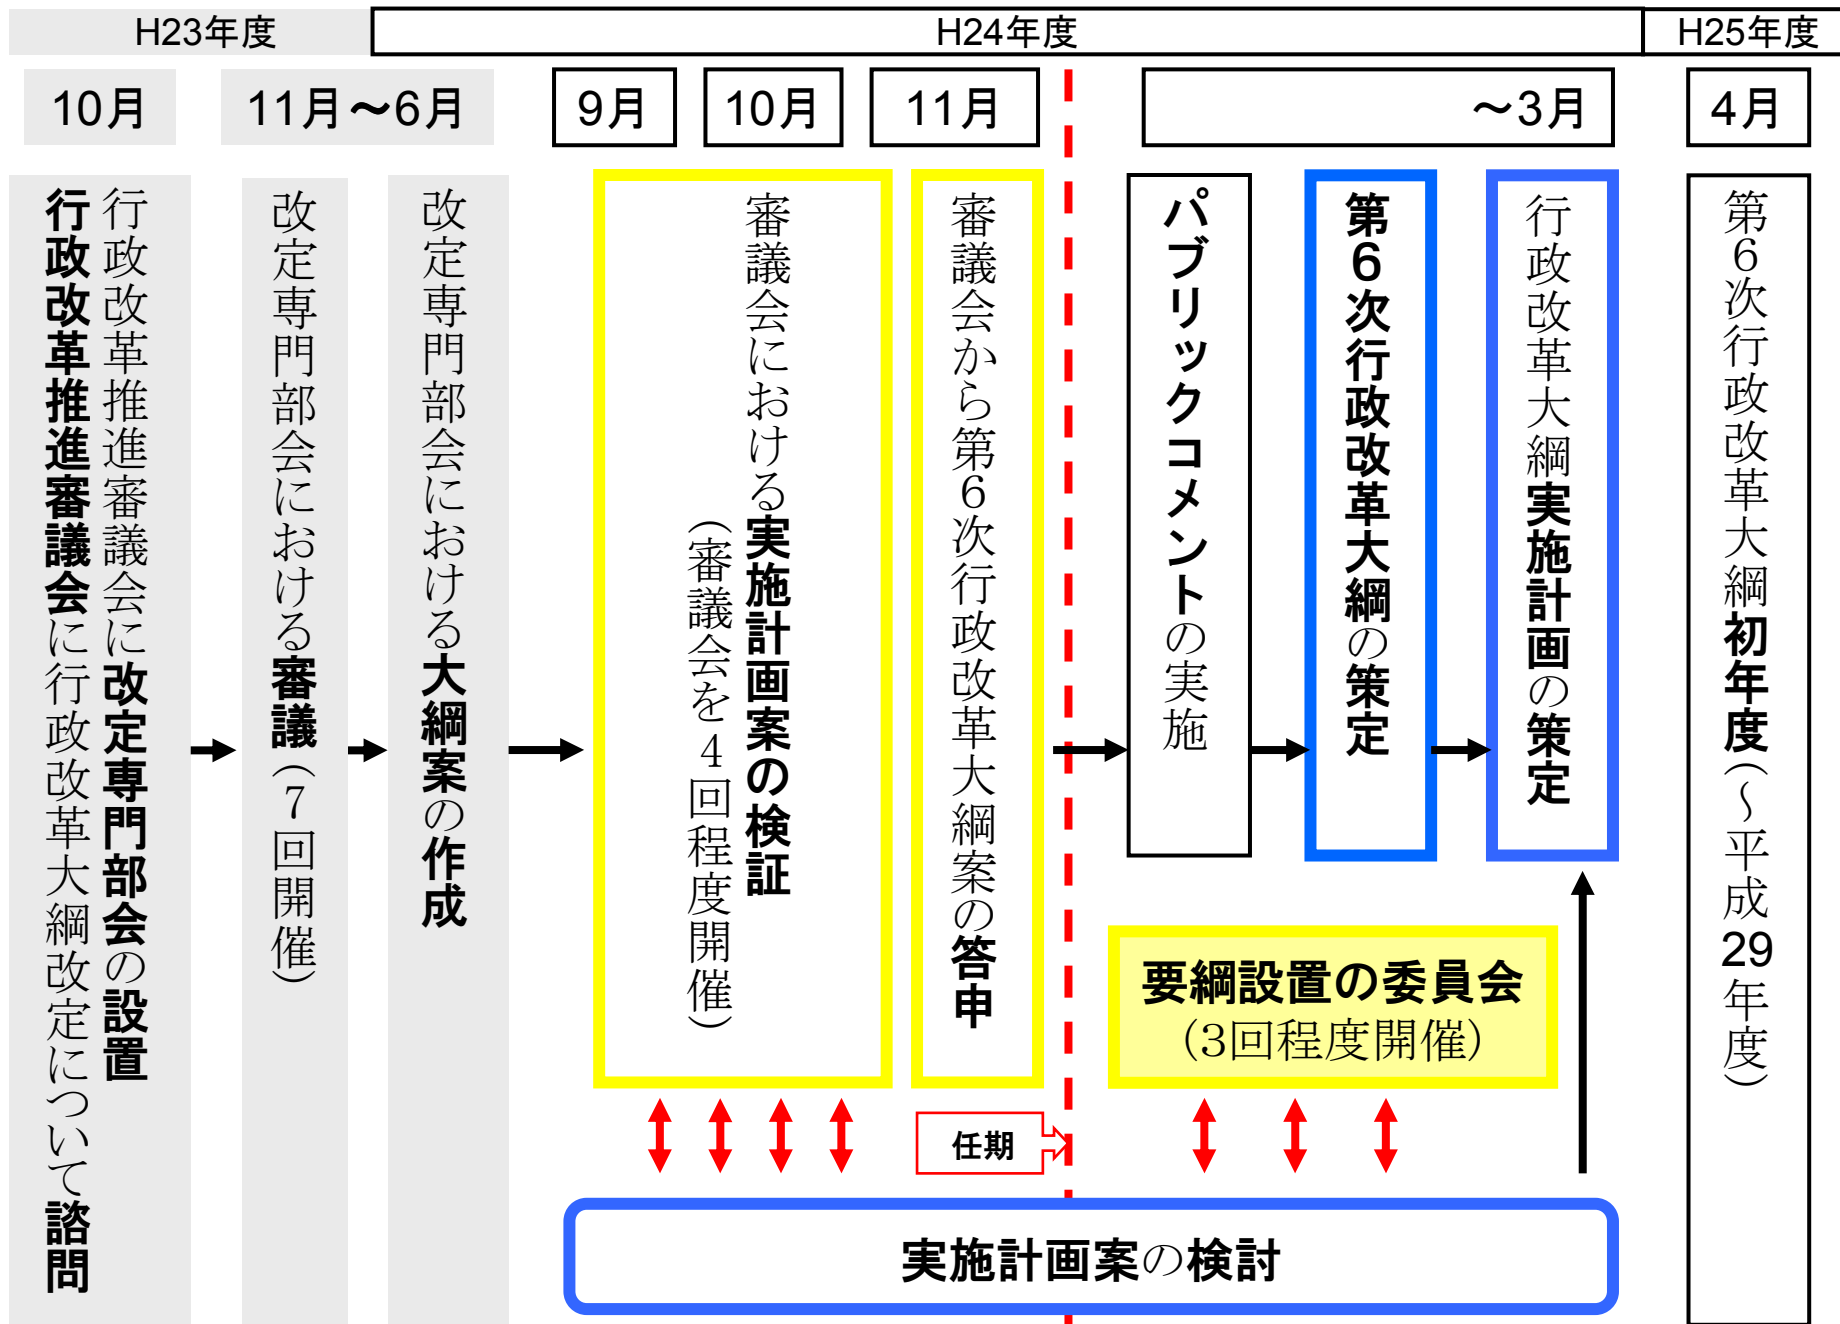 H23年度
H24年度
H25年度
10月
11月～6月
9月
10月
11月
～3月
4月
行政改革推進審議会に改定専門部会の設置
行政改革推進審議会に行政改革大綱改定について諮問
改定専門部会における審議（7回開催）
改定専門部会における大綱案の作成
審議会における実施計画案の検証
（審議会を4回程度開催）
審議会から第6次行政改革大綱案の答申
パブリックコメントの実施
第6次行政改革大綱の策定
行政改革大綱実施計画の策定
第6次行政改革大綱初年度（～平成29年度）
要綱設置の委員会
（3回程度開催）
任期
実施計画案の検討